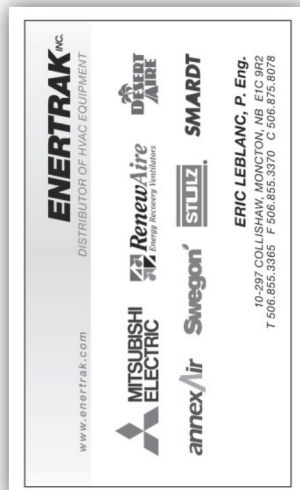 www.enertrak.com
ENERTRAK INC.
DISTRIBUTOR OF HVAC EQUIPMENT
MITSUBISHI ELECTRIC
RenewAire
Energy Recovery Ventilators
DESERT AIRE
annexAir
Swegon
STULZ
SMARDT
ERIC LEBLANC, P. Eng.
10-297 COLLISHAW, MONCTON, NB E1C 9R2
T 506.855.3365 F 506.855.3370 C 506.875.8078